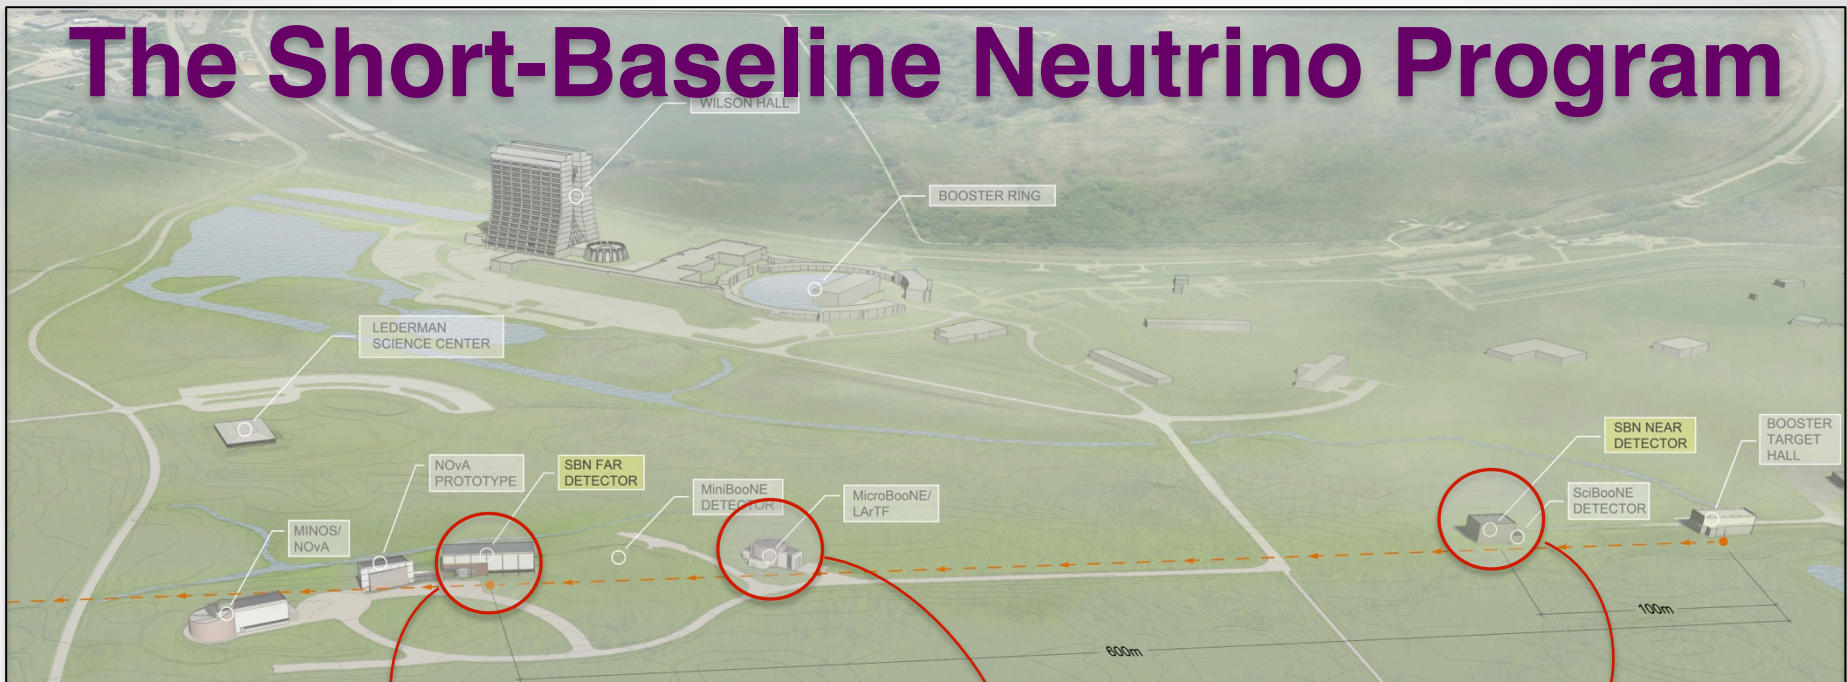 The Short-Baseline Neutrino Program
WILSON HALL
BOOSTER RING
LEDERMAN
SCIENCE CENTER
SBN NEAR
DETECTOR
BOOSTER
TARGET
HALL
NOvA
PROTOTYPE
SBN FAR
DETECTOR
MiniBooNE
DETECTOR
MicroBooNE/
LArTF
SciBooNE
DETECTOR
MINOS/
NOvA
100m
600m